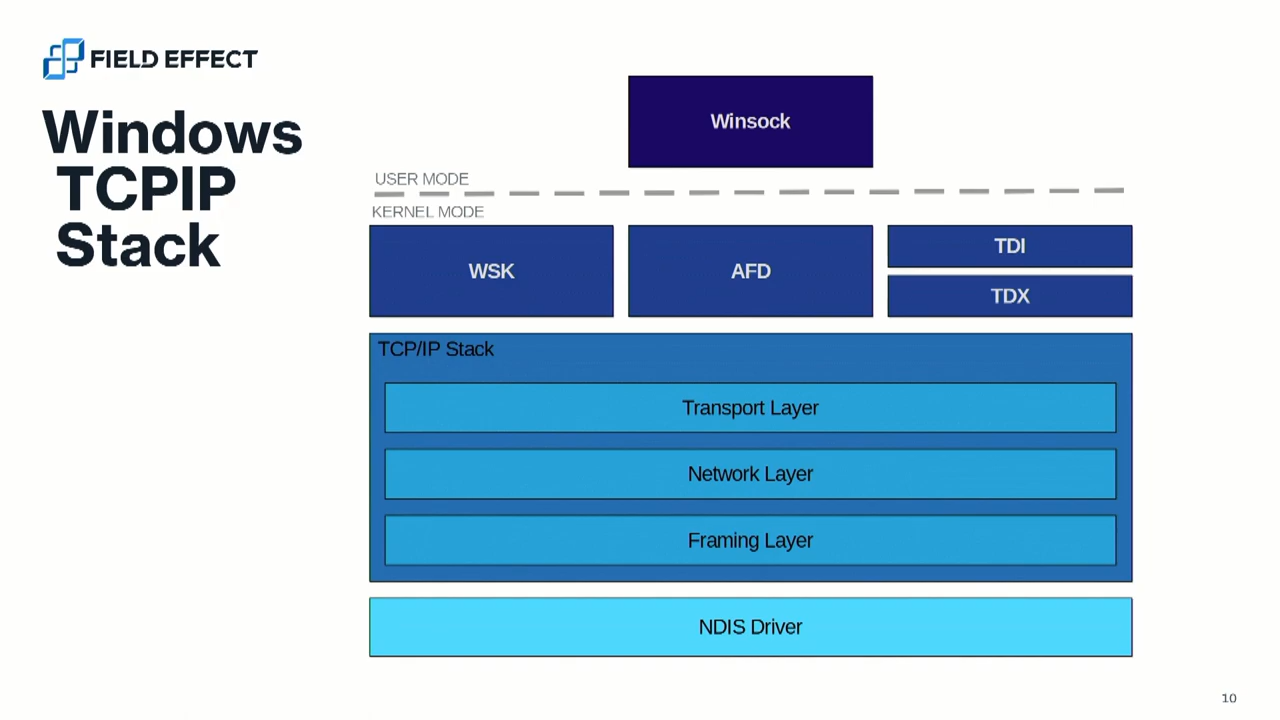 FIELD EFFECT
Windows
TCPIP
Stack
Winsock
USER MODE
KERNEL MODE
WSK
AFD
TDI
TDX
TCP/IP Stack
Transport Layer
Network Layer
Framing Layer
NDIS Driver
10